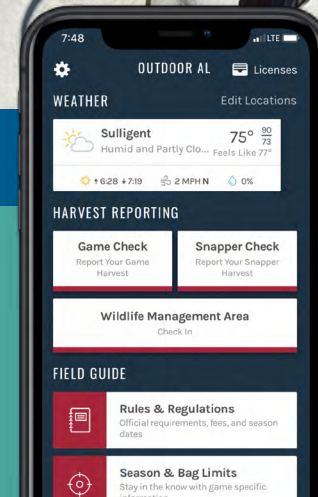 7:48 LTE
OUTDOOR AL Licenses
WEATHER Edit Locations
Sulligent 75° 90
Humid and Partly Clo... Feels Like 77° 73
6:28 7:19 2 MPH N 0%
HARVEST REPORTING
Game Check Snapper Check
Report Your Game Report Your Snapper
Harvest Harvest
Wildlife Management Area
Check In
FIELD GUIDE
Rules & Regulations
Official requirements, fees, and season
dates
Season & Bag Limits
Stay in the know with game specific
information